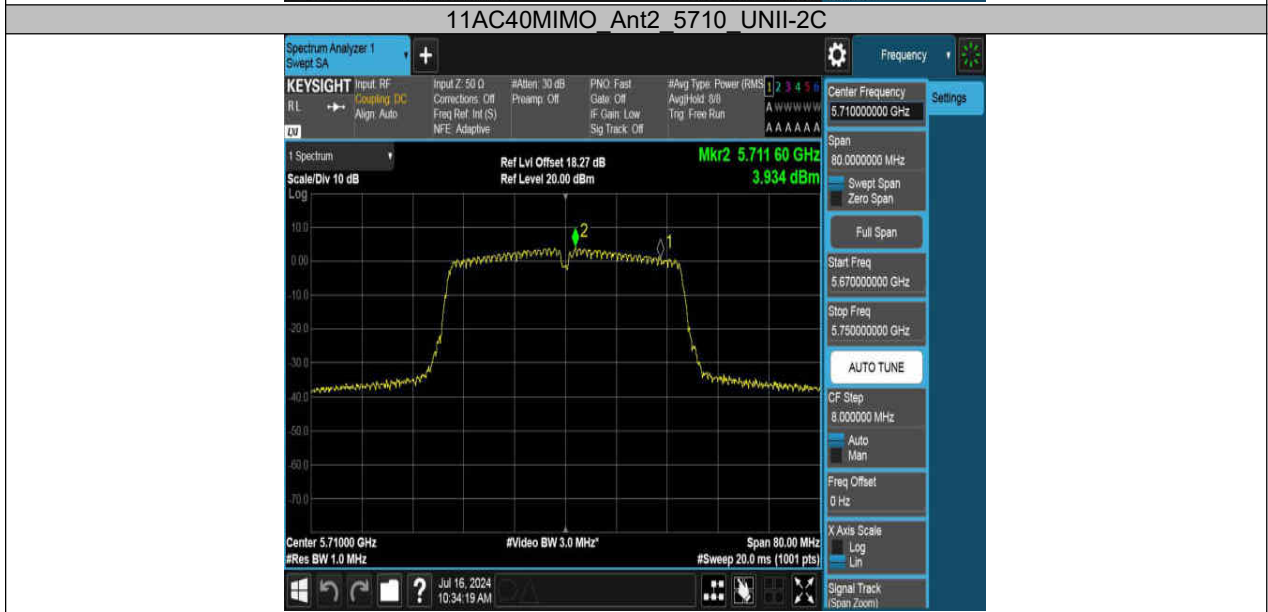 11AC40MIMO_Ant2_5710_UNII-2C
Spectrum Analyzer 1
Swept SA
+
Frequency
KEYSIGHT
RL
LXI
Input: RF
Coupling: DC
Align: Auto
Input Z: 50 Ω
Corrections: Off
Freq Ref: Int (S)
NFE: Adaptive
#Atten: 30 dB
Preamp: Off
PNO: Fast
Gate: Off
IF Gain: Low
Sig Track: Off
#Avg Type: Power (RMS
Avg|Hold: 8/8
Trig: Free Run
1 2 3 4 5 6
A W W W W W
A A A A A A
1 Spectrum
Scale/Div 10 dB
Log
Ref Lvl Offset 18.27 dB
Ref Level 20.00 dBm
Mkr2 5.711 60 GHz
3.934 dBm
10.0
0.00
-10.0
-20.0
-30.0
-40.0
-50.0
-60.0
-70.0
2
1
Center 5.71000 GHz
#Res BW 1.0 MHz
#Video BW 3.0 MHz*
Span 80.00 MHz
#Sweep 20.0 ms (1001 pts)
?
Jul 16, 2024
10:34:19 AM
Center Frequency
5.710000000 GHz
Settings
Span
80.0000000 MHz
Swept Span
Zero Span
Full Span
Start Freq
5.670000000 GHz
Stop Freq
5.750000000 GHz
AUTO TUNE
CF Step
8.000000 MHz
Auto
Man
Freq Offset
0 Hz
X Axis Scale
Log
Lin
Signal Track
(Span Zoom)